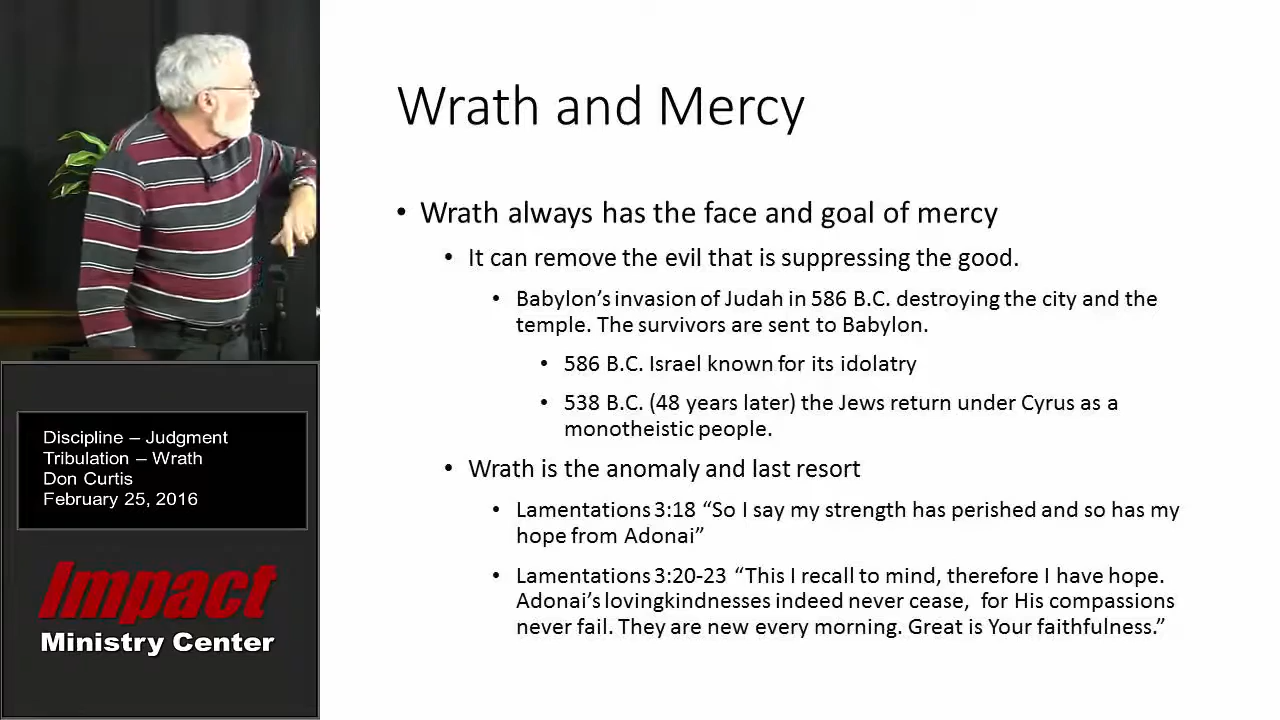 Wrath and Mercy
• Wrath always has the face and goal of mercy
• It can remove the evil that is suppressing the good.
• Babylon’s invasion of Judah in 586 B.C. destroying the city and the
temple. The survivors are sent to Babylon.
• 586 B.C. Israel known for its idolatry
• 538 B.C. (48 years later) the Jews return under Cyrus as a
monotheistic people.
• Wrath is the anomaly and last resort
• Lamentations 3:18 “So I say my strength has perished and so has my
hope from Adonai”
• Lamentations 3:20-23 “This I recall to mind, therefore I have hope.
Adonai’s lovingkindnesses indeed never cease,  for His compassions
never fail. They are new every morning. Great is Your faithfulness.”
Discipline – Judgment
Tribulation – Wrath
Don Curtis
February 25, 2016
Impact
Ministry Center